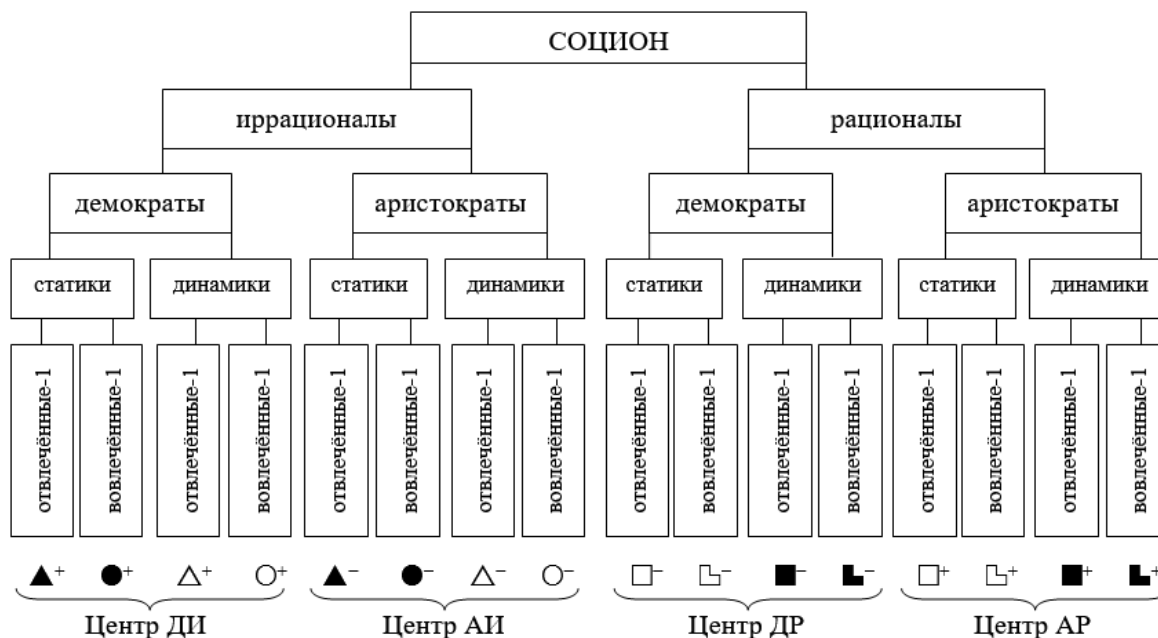 СОЦИОН
иррационалы рационалы
демократы аристократы демократы аристократы
статики динамики статики динамики статики динамики статики динамики
отвлечённые-1 вовлечённые-1 отвлечённые-1 вовлечённые-1 отвлечённые-1 вовлечённые-1 отвлечённые-1 вовлечённые-1 отвлечённые-1 вовлечённые-1 отвлечённые-1 вовлечённые-1 отвлечённые-1 вовлечённые-1 отвлечённые-1 вовлечённые-1
▲+ ●+ △+ ○+ ▲− ●− △− ○− □− ᒪ− ■− ▙− □+ ᒪ+ ■+ ▙+
Центр ДИ Центр АИ Центр ДР Центр АР